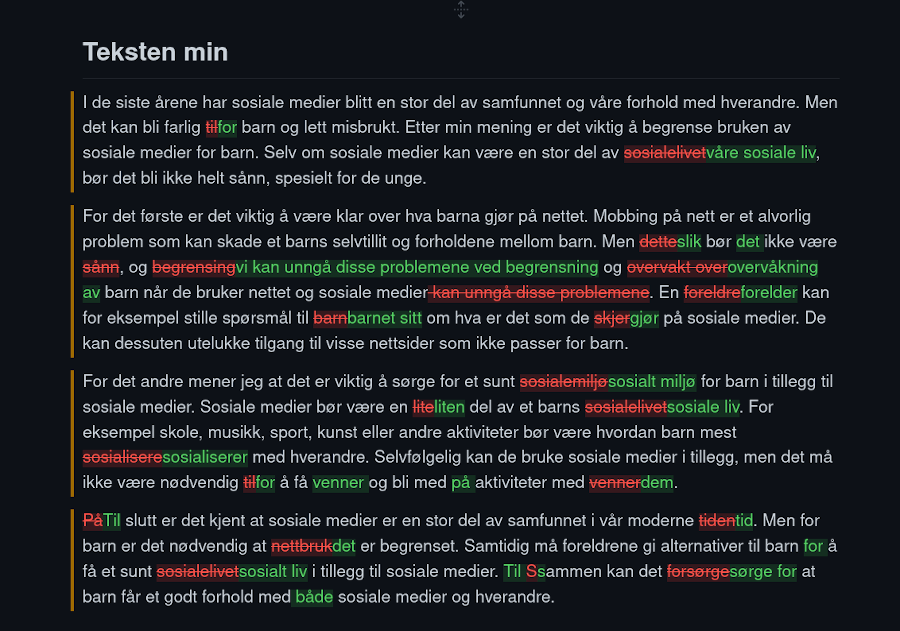 Teksten min
I de siste årene har sosiale medier blitt en stor del av samfunnet og våre forhold med hverandre. Men
det kan bli farlig tilfor barn og lett misbrukt. Etter min mening er det viktig å begrense bruken av
sosiale medier for barn. Selv om sosiale medier kan være en stor del av sosialelivetvåre sosiale liv,
bør det bli ikke helt sånn, spesielt for de unge.
For det første er det viktig å være klar over hva barna gjør på nettet. Mobbing på nett er et alvorlig
problem som kan skade et barns selvtillit og forholdene mellom barn. Men detteslik bør det ikke være
sånn, og begrensingvi kan unngå disse problemene ved begrensning og overvakt overovervåkning
av barn når de bruker nettet og sosiale medier kan unngå disse problemene. En foreldreforelder kan
for eksempel stille spørsmål til barnbarnet sitt om hva er det som de skjergjør på sosiale medier. De
kan dessuten utelukke tilgang til visse nettsider som ikke passer for barn.
For det andre mener jeg at det er viktig å sørge for et sunt sosialemiljøsosialt miljø for barn i tillegg til
sosiale medier. Sosiale medier bør være en liteliten del av et barns sosialelivetsosiale liv. For
eksempel skole, musikk, sport, kunst eller andre aktiviteter bør være hvordan barn mest
sosialiseresosialiserer med hverandre. Selvfølgelig kan de bruke sosiale medier i tillegg, men det må
ikke være nødvendig tilfor å få venner og bli med på aktiviteter med vennerdem.
PåTil slutt er det kjent at sosiale medier er en stor del av samfunnet i vår moderne tidentid. Men for
barn er det nødvendig at nettbrukdet er begrenset. Samtidig må foreldrene gi alternativer til barn for å
få et sunt sosialelivetsosialt liv i tillegg til sosiale medier. Til Ssammen kan det forsørgesørge for at
barn får et godt forhold med både sosiale medier og hverandre.